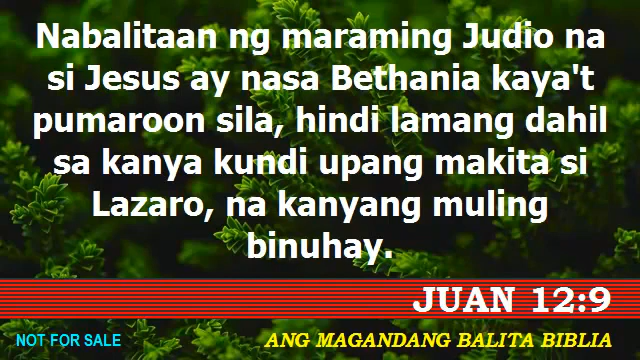 Nabalitaan ng maraming Judio na
si Jesus ay nasa Bethania kaya't
pumaroon sila, hindi lamang dahil
sa kanya kundi upang makita si
Lazaro, na kanyang muling
binuhay.
JUAN 12:9
NOT FOR SALE
ANG MAGANDANG BALITA BIBLIA